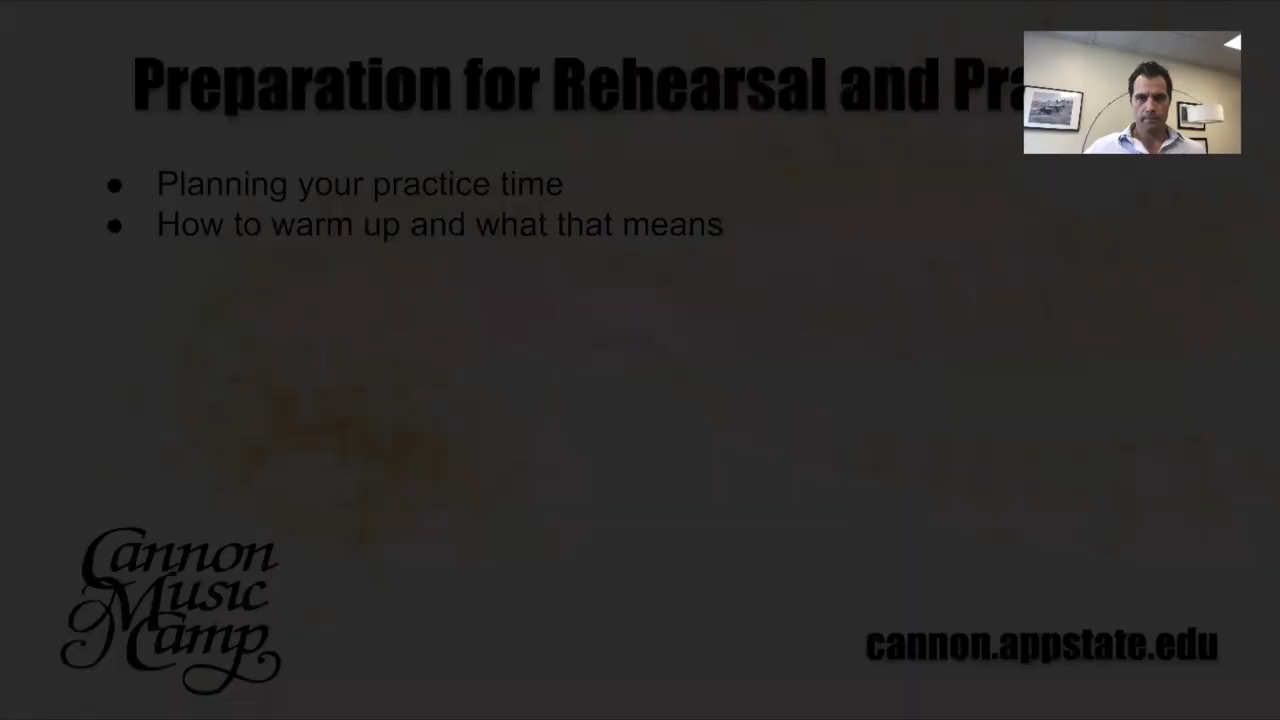 Preparation for Rehearsal and Pra
● Planning your practice time
● How to warm up and what that means
Cannon
Music
Camp
cannon.appstate.edu